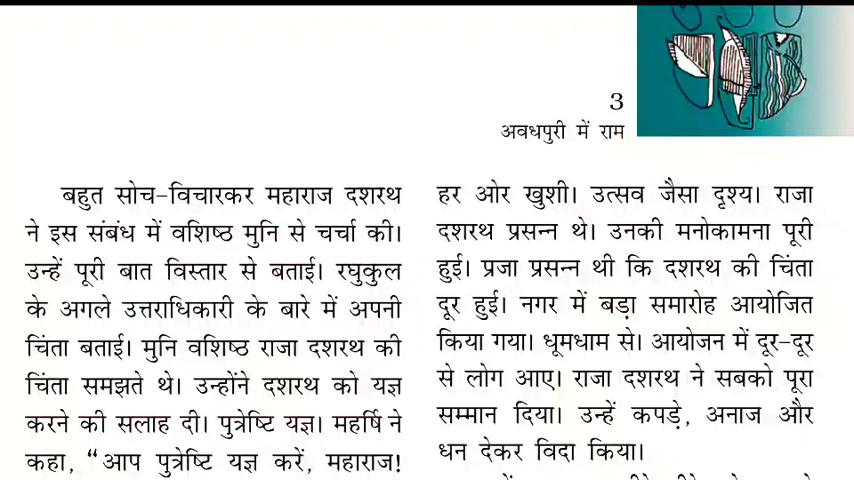 3
अवधपुरी में राम
बहुत सोच-विचारकर महाराज दशरथ
ने इस संबंध में वशिष्ठ मुनि से चर्चा की।
उन्हें पूरी बात विस्तार से बताई। रघुकुल
के अगले उत्तराधिकारी के बारे में अपनी
चिंता बताई। मुनि वशिष्ठ राजा दशरथ की
चिंता समझते थे। उन्होंने दशरथ को यज्ञ
करने की सलाह दी। पुत्रेष्टि यज्ञ। महर्षि ने
कहा, “आप पुत्रेष्टि यज्ञ करें, महाराज!
हर ओर खुशी। उत्सव जैसा दृश्य। राजा
दशरथ प्रसन्न थे। उनकी मनोकामना पूरी
हुई। प्रजा प्रसन्न थी कि दशरथ की चिंता
दूर हुई। नगर में बड़ा समारोह आयोजित
किया गया। धूमधाम से। आयोजन में दूर-दूर
से लोग आए। राजा दशरथ ने सबको पूरा
सम्मान दिया। उन्हें कपड़े, अनाज और
धन देकर विदा किया।